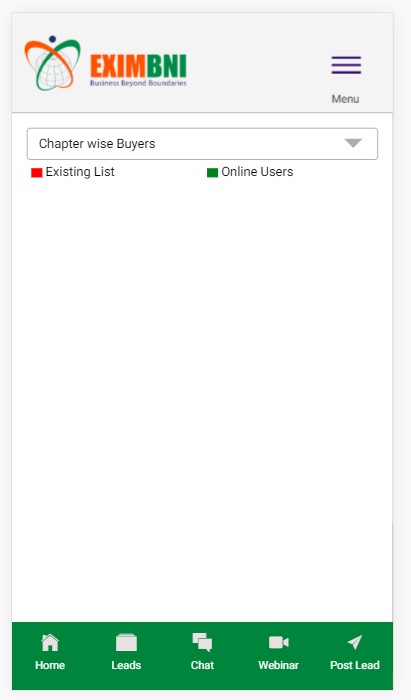 EXIMBNI
Business Beyond Boundaries
Menu
Chapter wise Buyers
Existing List Online Users
Home Leads Chat Webinar Post Lead